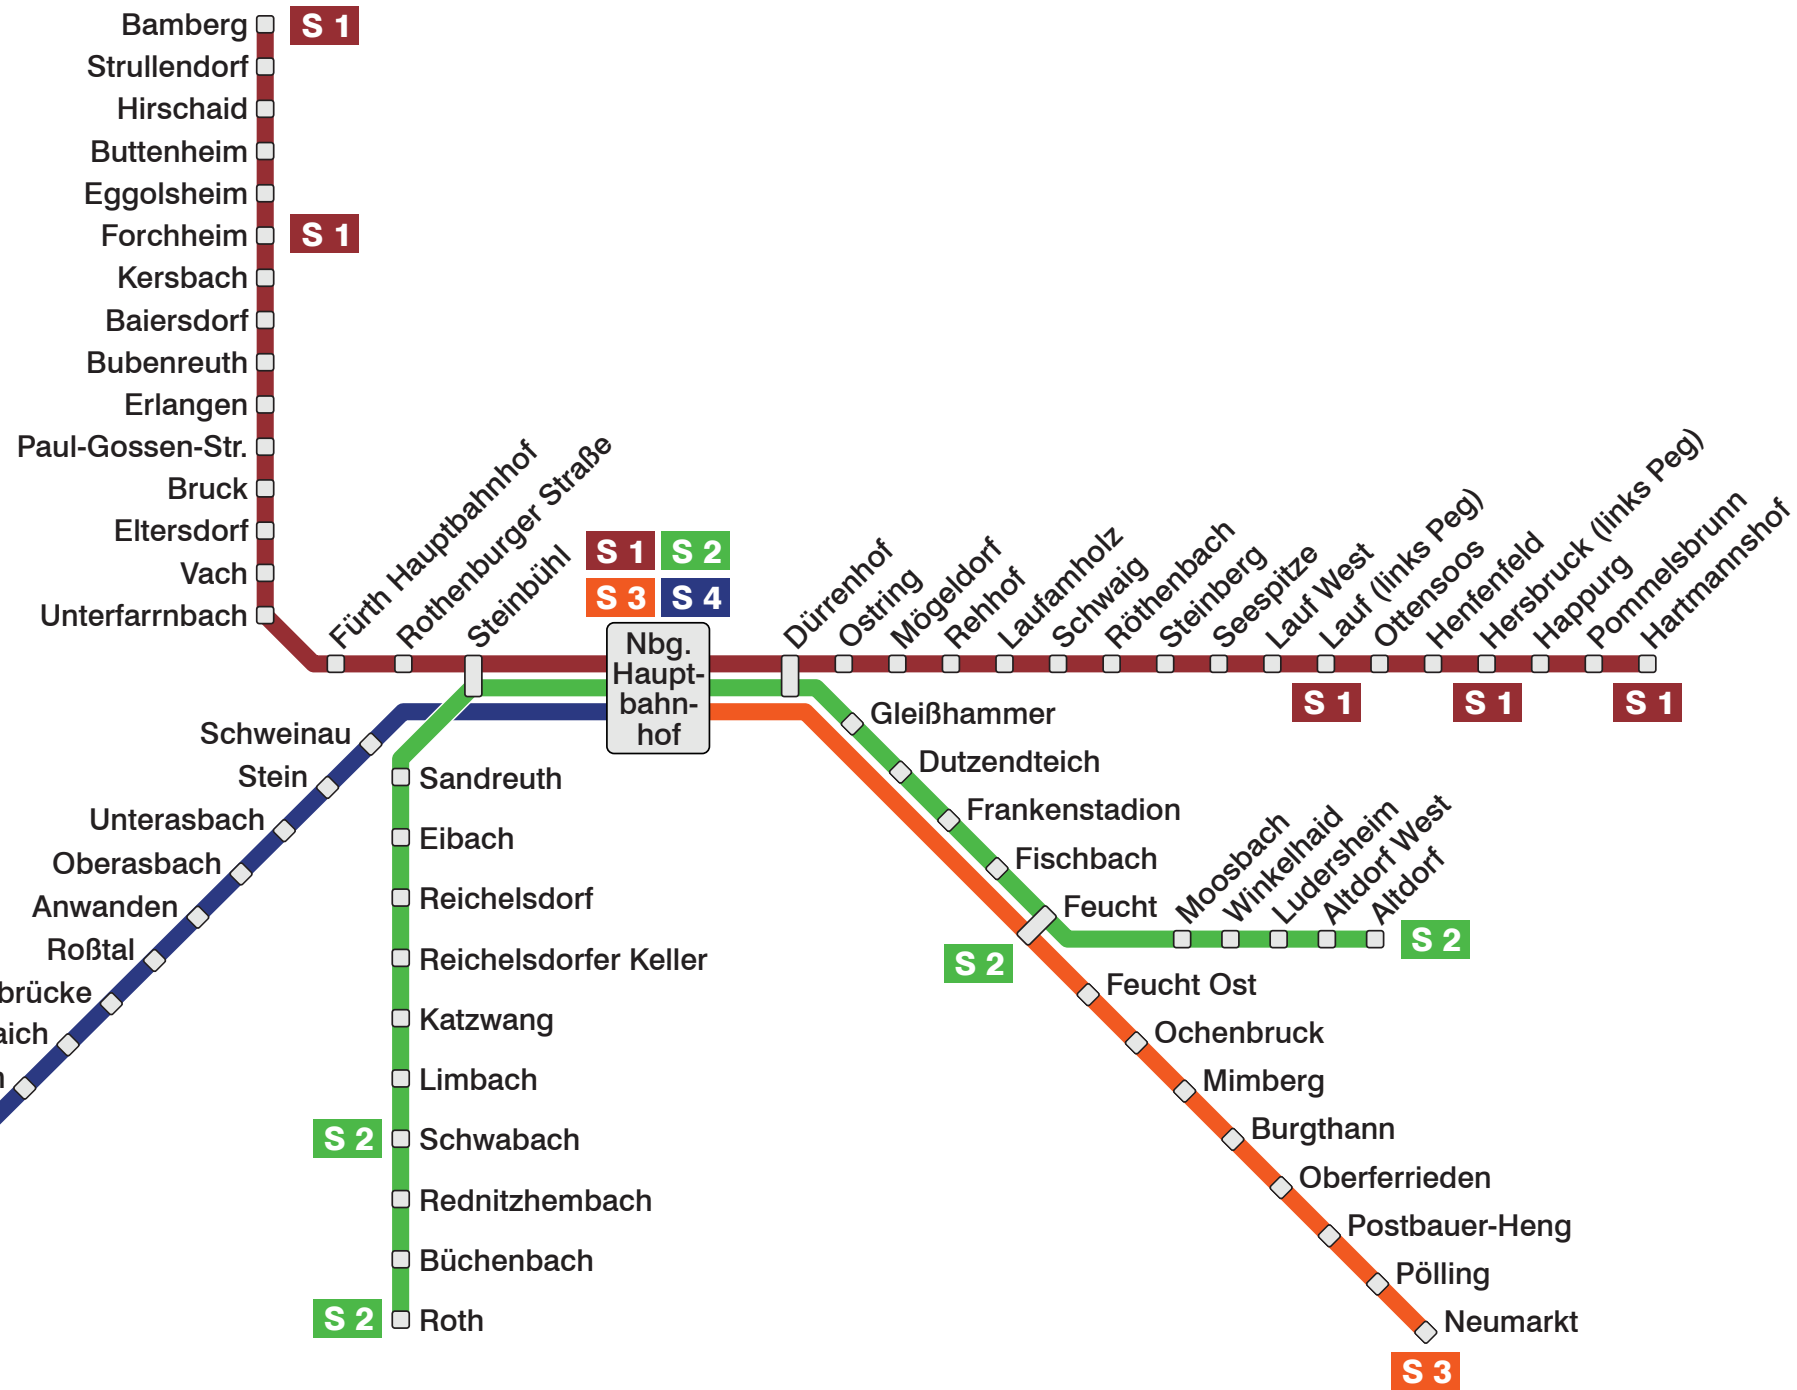 Bamberg
S 1
Strullendorf
Hirschaid
Buttenheim
Eggolsheim
Forchheim
S 1
Kersbach
Baiersdorf
Bubenreuth
Erlangen
Paul-Gossen-Str.
Bruck
Eltersdorf
Vach
Unterfarrnbach
Fürth Hauptbahnhof
Rothenburger Straße
Steinbühl
S 1
S 2
S 3
S 4
Nbg.
Haupt-
bahn-
hof
Dürrenhof
Ostring
Mögeldorf
Rehhof
Laufamholz
Schwaig
Röthenbach
Steinberg
Seespitze
Lauf West
Lauf (links Peg)
Ottensoos
Henfenfeld
Hersbruck (links Peg)
Happurg
Pommelsbrunn
Hartmannshof
S 1
S 1
S 1
Schweinau
Stein
Unterasbach
Oberasbach
Anwanden
Roßtal
brücke
aich
Sandreuth
Eibach
Reichelsdorf
Reichelsdorfer Keller
Katzwang
Limbach
S 2
Schwabach
Rednitzhembach
Büchenbach
S 2
Roth
Gleißhammer
Dutzendteich
Frankenstadion
Fischbach
Feucht
S 2
Moosbach
Winkelhaid
Ludersheim
Altdorf West
Altdorf
S 2
Feucht Ost
Ochenbruck
Mimberg
Burgthann
Oberferrieden
Postbauer-Heng
Pölling
Neumarkt
S 3